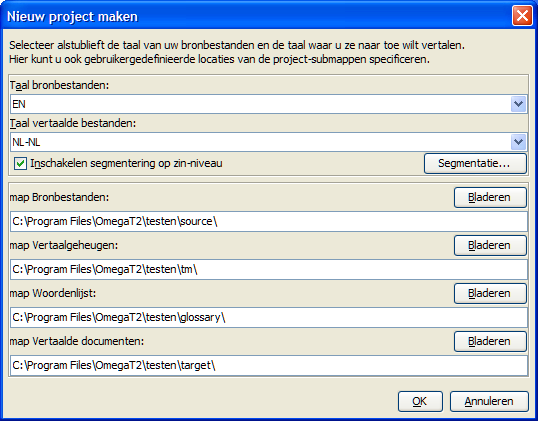 Nieuw project maken
Selecteer alstublieft de taal van uw bronbestanden en de taal waar u ze naar toe wilt vertalen.
Hier kunt u ook gebruikergedefinieerde locaties van de project-submappen specificeren.
Taal bronbestanden:
EN
Taal vertaalde bestanden:
NL-NL
Inschakelen segmentering op zin-niveau
Segmentatie...
map Bronbestanden:
Bladeren
C:\Program Files\OmegaT2\testen\source\
map Vertaalgeheugen:
Bladeren
C:\Program Files\OmegaT2\testen\tm\
map Woordenlijst:
Bladeren
C:\Program Files\OmegaT2\testen\glossary\
map Vertaalde documenten:
Bladeren
C:\Program Files\OmegaT2\testen\target\
OK
Annuleren